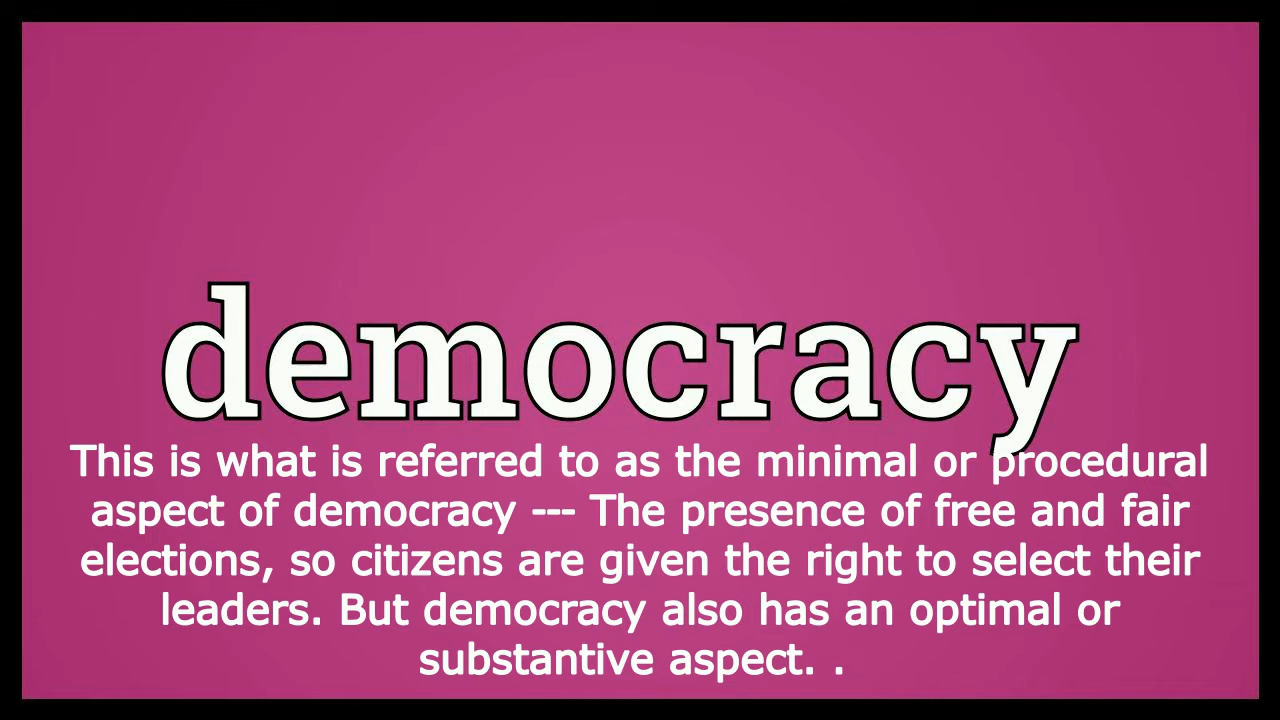 democracy
This is what is referred to as the minimal or procedural
aspect of democracy --- The presence of free and fair
elections, so citizens are given the right to select their
leaders. But democracy also has an optimal or
substantive aspect. .